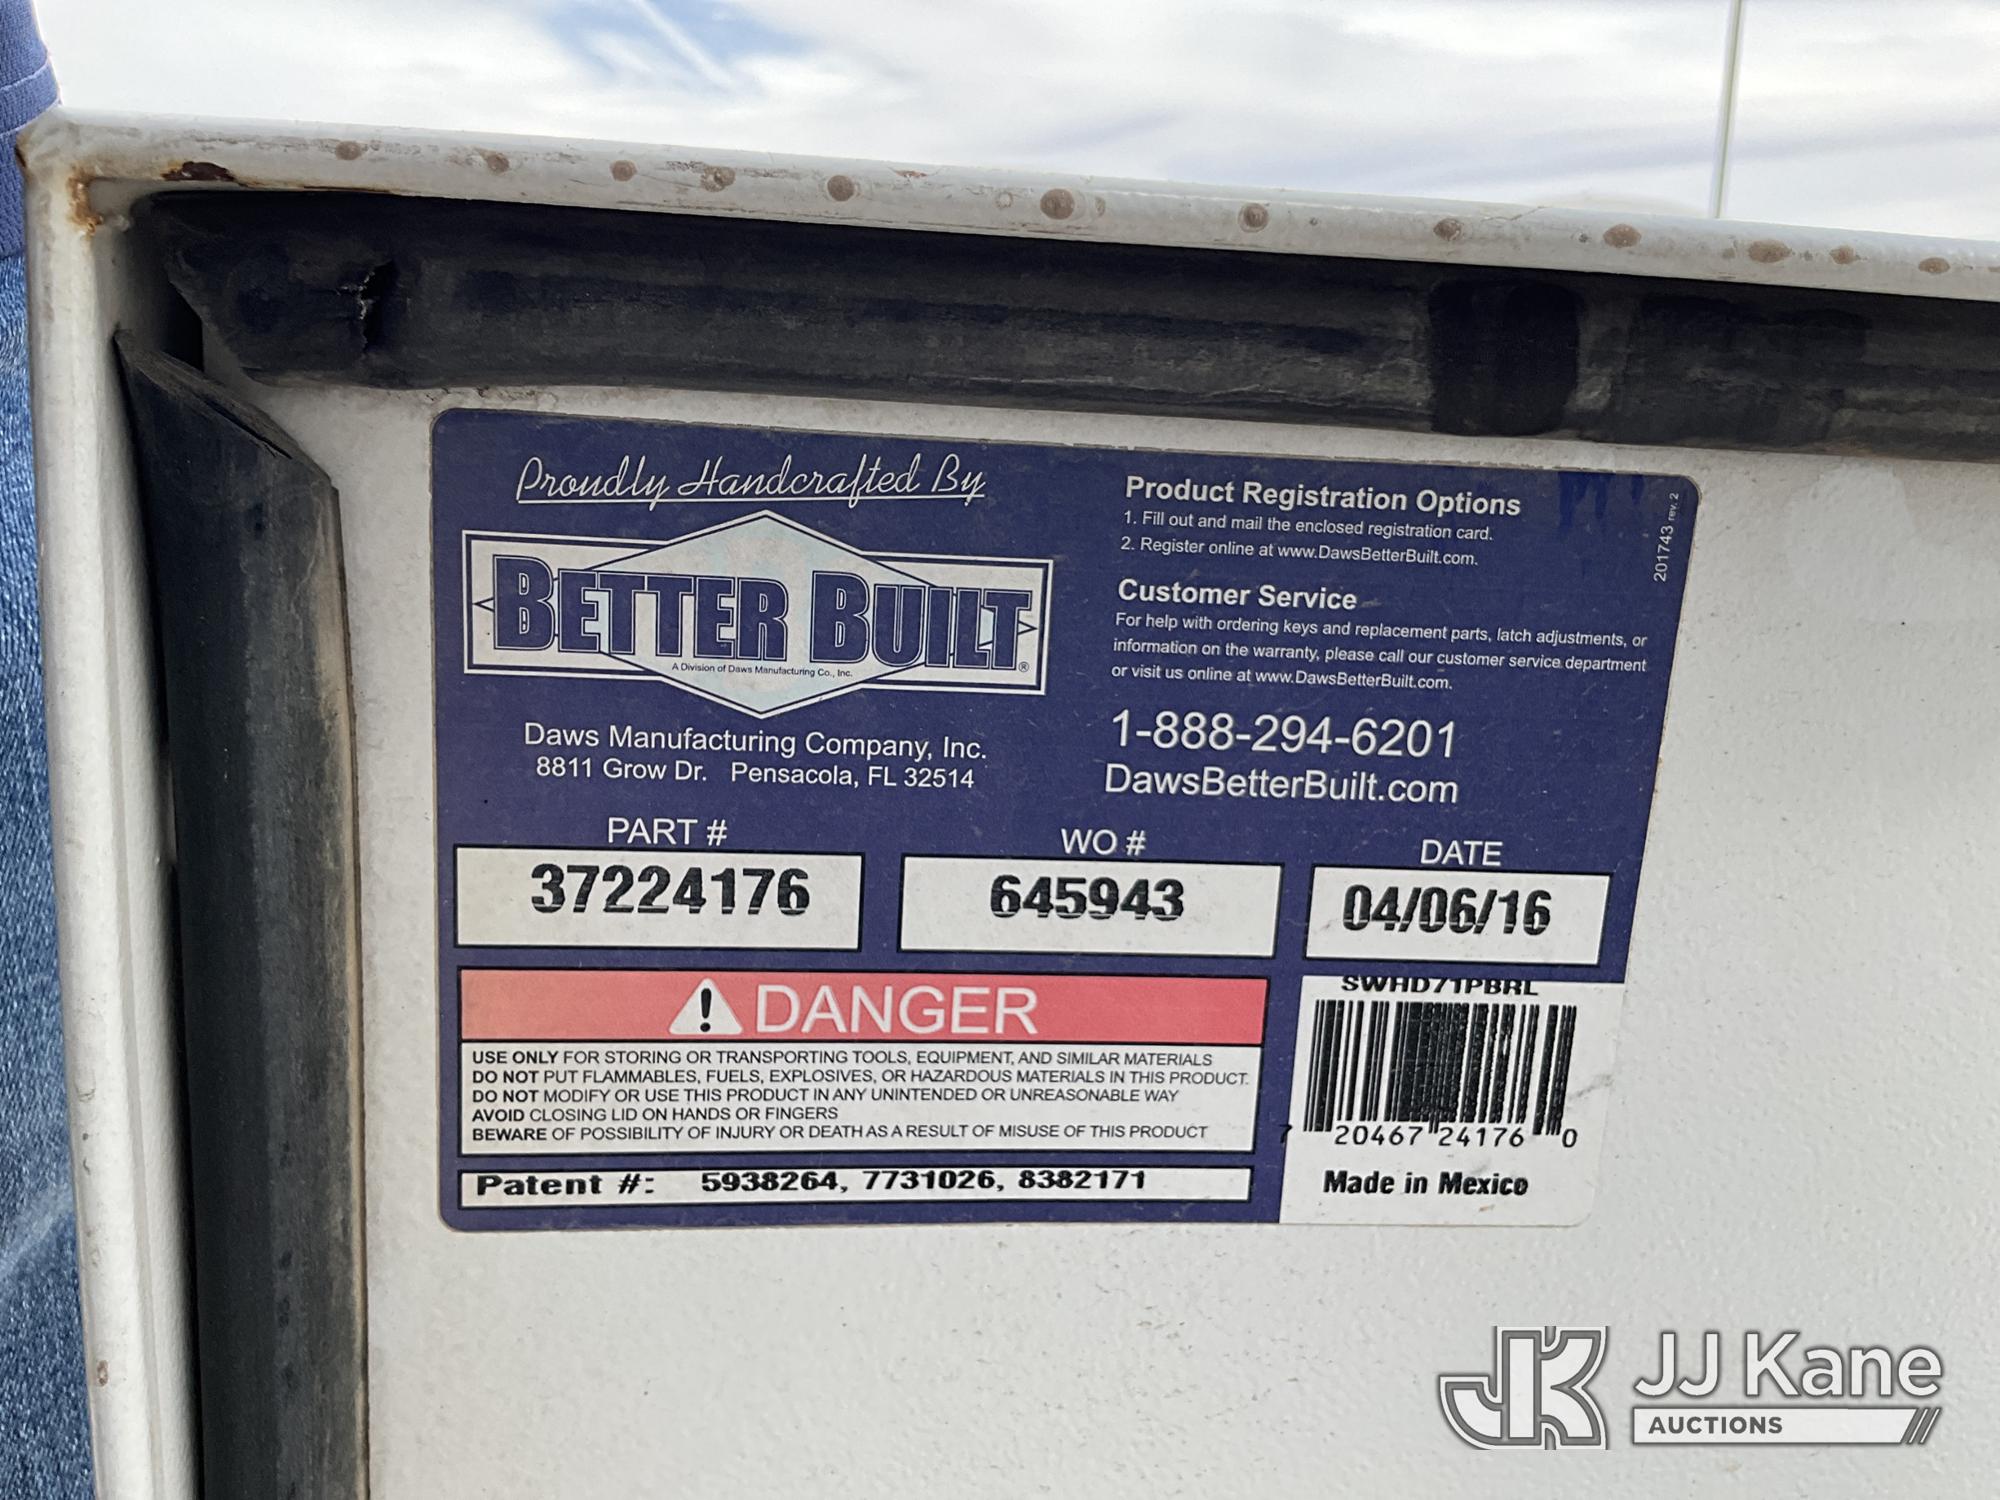 Proudly Handcrafted By
BETTER BUILT®
A Division of Daws Manufacturing Co., Inc.
Daws Manufacturing Company, Inc.
8811 Grow Dr. Pensacola, FL 32514
Product Registration Options
1. Fill out and mail the enclosed registration card.
2. Register online at www.DawsBetterBuilt.com.
Customer Service
For help with ordering keys and replacement parts, latch adjustments, or
information on the warranty, please call our customer service department
or visit us online at www.DawsBetterBuilt.com.
1-888-294-6201
DawsBetterBuilt.com
201743 rev. 2
PART #
37224176
WO #
645943
DATE
04/06/16
! DANGER
USE ONLY FOR STORING OR TRANSPORTING TOOLS, EQUIPMENT, AND SIMILAR MATERIALS
DO NOT PUT FLAMMABLES, FUELS, EXPLOSIVES, OR HAZARDOUS MATERIALS IN THIS PRODUCT.
DO NOT MODIFY OR USE THIS PRODUCT IN ANY UNINTENDED OR UNREASONABLE WAY
AVOID CLOSING LID ON HANDS OR FINGERS
BEWARE OF POSSIBILITY OF INJURY OR DEATH AS A RESULT OF MISUSE OF THIS PRODUCT
Patent #: 5938264, 7731026, 8382171
SWHD71PBRL
7 20467 24176 0
Made in Mexico
JK JJ Kane
AUCTIONS